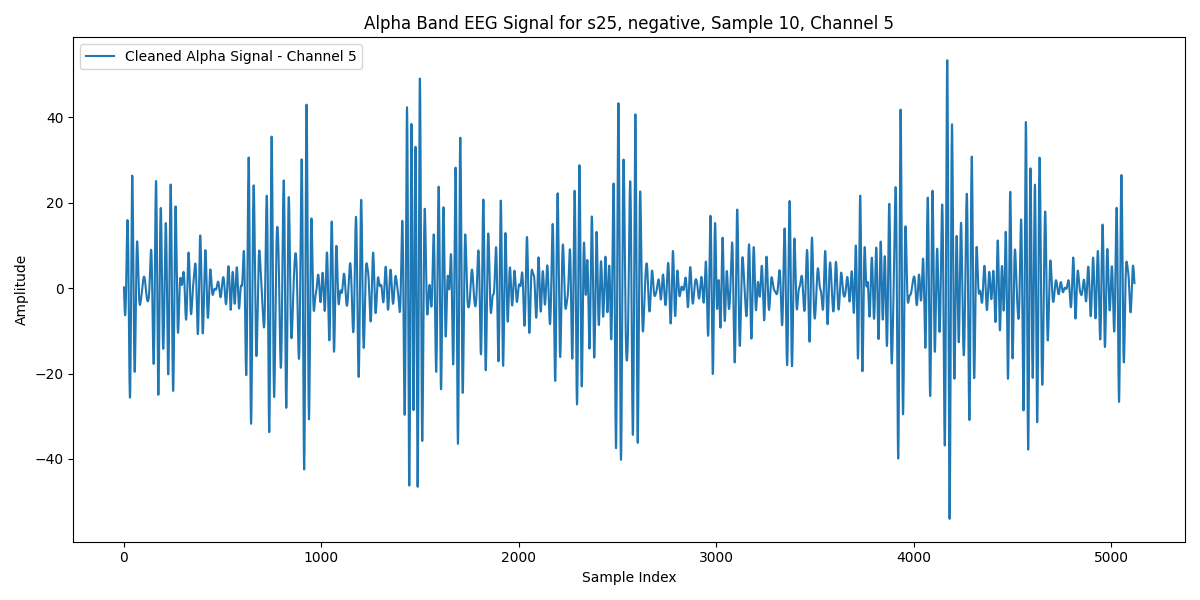 Alpha Band EEG Signal for s25, negative, Sample 10, Channel 5
Cleaned Alpha Signal - Channel 5
Amplitude
40
20
0
−20
−40
0 1000 2000 3000 4000 5000
Sample Index